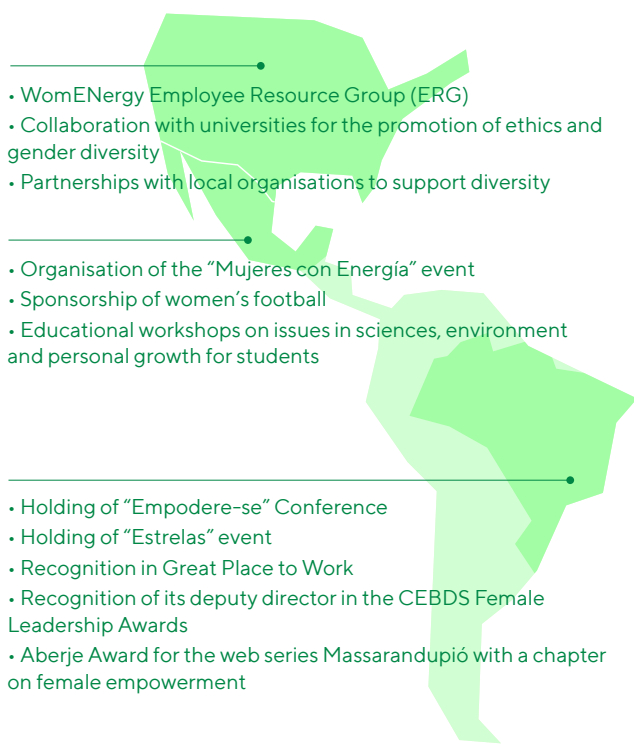 • WomENergy Employee Resource Group (ERG)
• Collaboration with universities for the promotion of ethics and
gender diversity
• Partnerships with local organisations to support diversity
• Organisation of the “Mujeres con Energía” event
• Sponsorship of women’s football
• Educational workshops on issues in sciences, environment
and personal growth for students
• Holding of “Empodere-se” Conference
• Holding of “Estrelas” event
• Recognition in Great Place to Work
• Recognition of its deputy director in the CEBDS Female
Leadership Awards
• Aberje Award for the web series Massarandupió with a chapter
on female empowerment